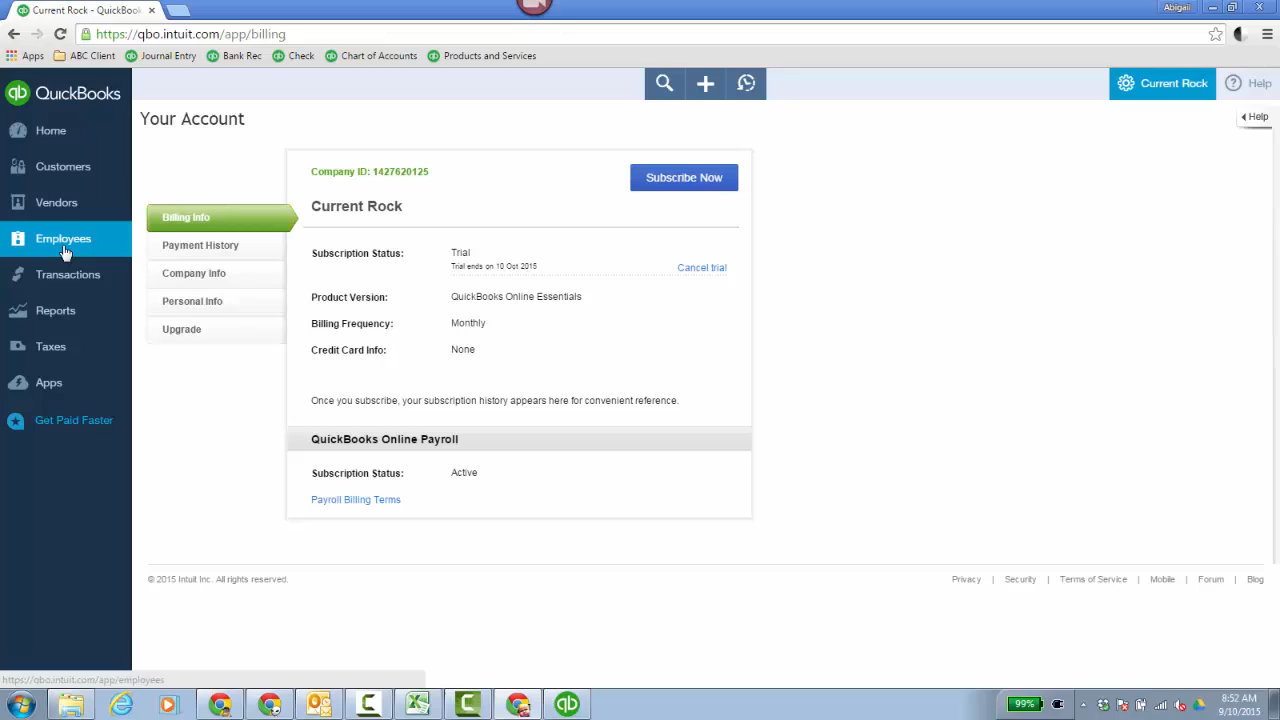 Current Rock - QuickBook
Abigail
https://qbo.intuit.com/app/billing
Apps
ABC Client
Journal Entry
Bank Rec
Check
Chart of Accounts
Products and Services
qb QuickBooks
Current Rock
Help
Home
Your Account
Help
Customers
Vendors
Employees
Transactions
Reports
Taxes
Apps
Get Paid Faster
Billing Info
Payment History
Company Info
Personal Info
Upgrade
Company ID: 1427620125
Subscribe Now
Current Rock
Subscription Status: Trial
Trial ends on 10 Oct 2015
Cancel trial
Product Version: QuickBooks Online Essentials
Billing Frequency: Monthly
Credit Card Info: None
Once you subscribe, your subscription history appears here for convenient reference.
QuickBooks Online Payroll
Subscription Status: Active
Payroll Billing Terms
© 2015 Intuit Inc. All rights reserved.
Privacy | Security | Terms of Service | Mobile | Forum | Blog
https://qbo.intuit.com/app/employees
99%
8:52 AM
9/10/2015